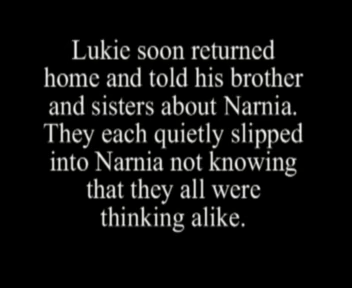 Lukie soon returned
home and told his brother
and sisters about Narnia.
They each quietly slipped
into Narnia not knowing
that they all were
thinking alike.